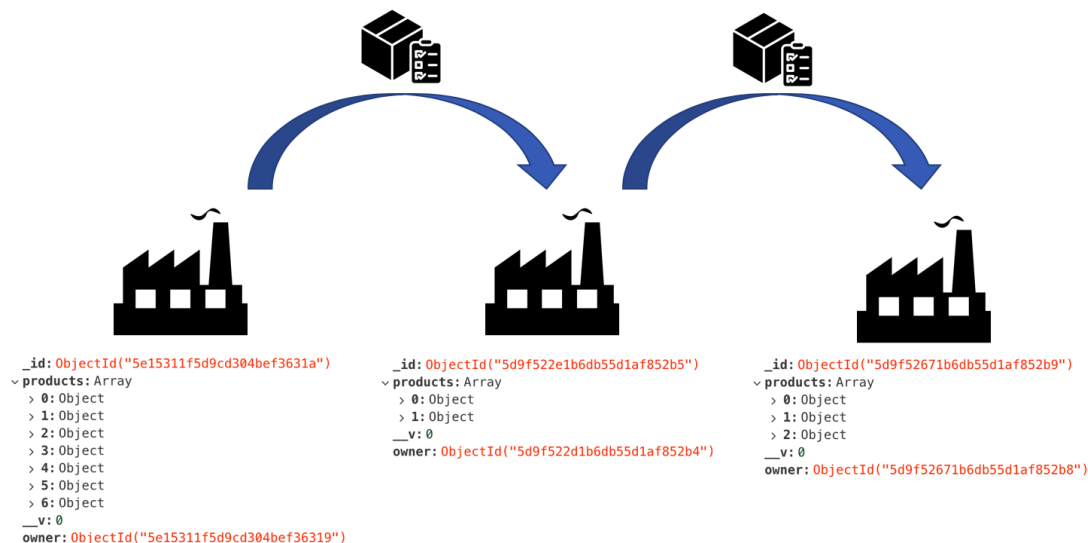 _id: ObjectId("5e15311f5d9cd304bef3631a")
products: Array
0: Object
1: Object
2: Object
3: Object
4: Object
5: Object
6: Object
__v: 0
owner: ObjectId("5e15311f5d9cd304bef36319")
_id: ObjectId("5d9f522e1b6db55d1af852b5")
products: Array
0: Object
1: Object
__v: 0
owner: ObjectId("5d9f522d1b6db55d1af852b4")
_id: ObjectId("5d9f52671b6db55d1af852b9")
products: Array
0: Object
1: Object
2: Object
__v: 0
owner: ObjectId("5d9f52671b6db55d1af852b8")